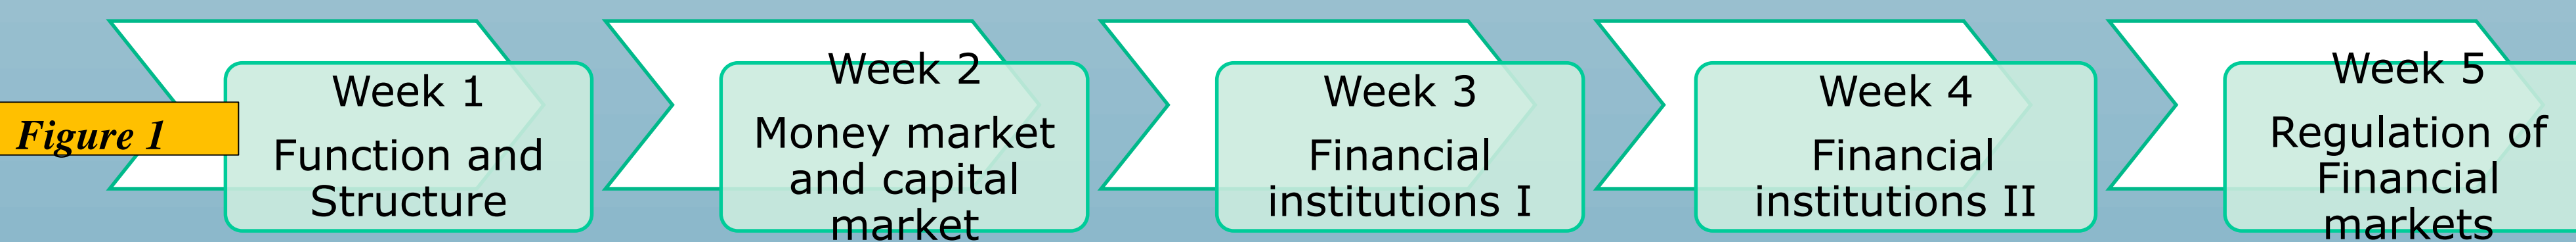 Figure 1
Week 1
Function and
Structure
Week 2
Money market
and capital
market
Week 3
Financial
institutions I
Week 4
Financial
institutions II
Week 5
Regulation of
Financial
markets